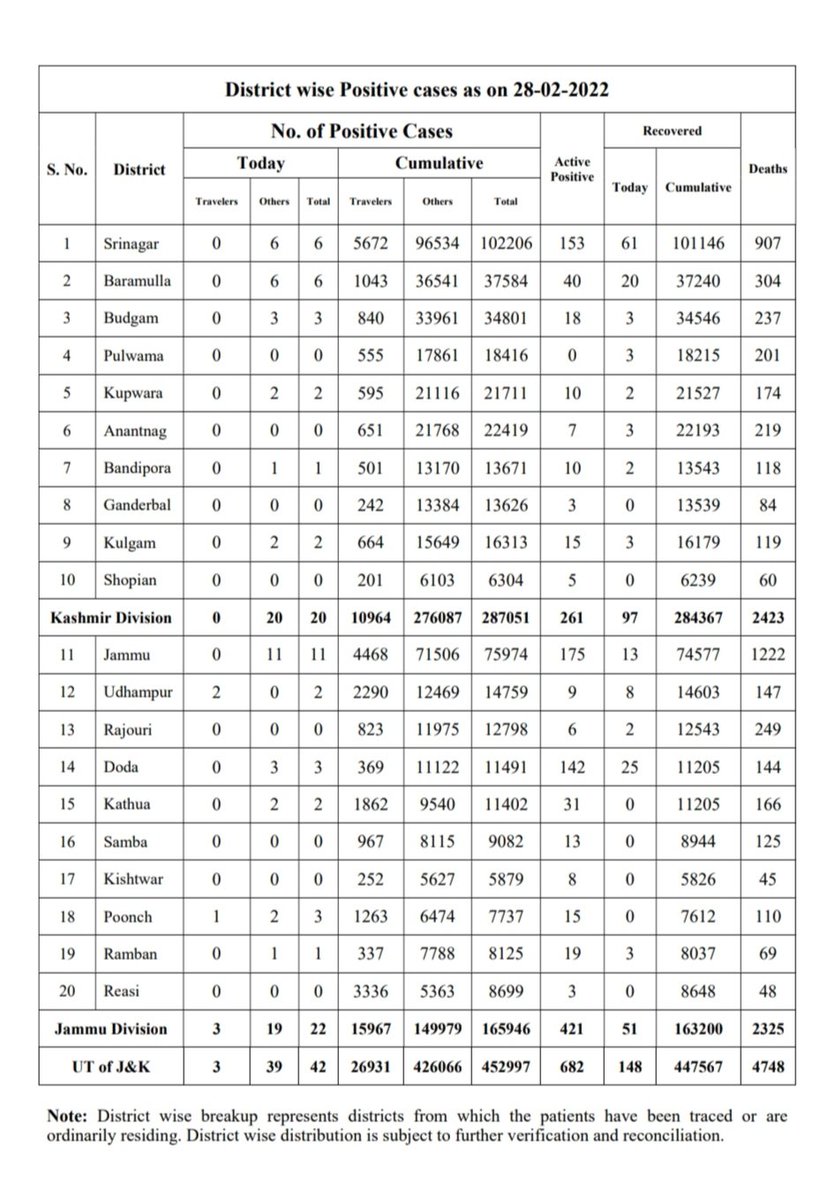 District wise Positive cases as on 28-02-2022
S. No. District No. of Positive Cases Active Positive Recovered Deaths
Today Cumulative Today Cumulative
Travelers Others Total Travelers Others Total
1 Srinagar 0 6 6 5672 96534 102206 153 61 101146 907
2 Baramulla 0 6 6 1043 36541 37584 40 20 37240 304
3 Budgam 0 3 3 840 33961 34801 18 3 34546 237
4 Pulwama 0 0 0 555 17861 18416 0 3 18215 201
5 Kupwara 0 2 2 595 21116 21711 10 2 21527 174
6 Anantnag 0 0 0 651 21768 22419 7 3 22193 219
7 Bandipora 0 1 1 501 13170 13671 10 2 13543 118
8 Ganderbal 0 0 0 242 13384 13626 3 0 13539 84
9 Kulgam 0 2 2 664 15649 16313 15 3 16179 119
10 Shopian 0 0 0 201 6103 6304 5 0 6239 60
Kashmir Division 0 20 20 10964 276087 287051 261 97 284367 2423
11 Jammu 0 11 11 4468 71506 75974 175 13 74577 1222
12 Udhampur 2 0 2 2290 12469 14759 9 8 14603 147
13 Rajouri 0 0 0 823 11975 12798 6 2 12543 249
14 Doda 0 3 3 369 11122 11491 142 25 11205 144
15 Kathua 0 2 2 1862 9540 11402 31 0 11205 166
16 Samba 0 0 0 967 8115 9082 13 0 8944 125
17 Kishtwar 0 0 0 252 5627 5879 8 0 5826 45
18 Poonch 1 2 3 1263 6474 7737 15 0 7612 110
19 Ramban 0 1 1 337 7788 8125 19 3 8037 69
20 Reasi 0 0 0 3336 5363 8699 3 0 8648 48
Jammu Division 3 19 22 15967 149979 165946 421 51 163200 2325
UT of J&K 3 39 42 26931 426066 452997 682 148 447567 4748
Note: District wise breakup represents districts from which the patients have been traced or are
ordinarily residing. District wise distribution is subject to further verification and reconciliation.